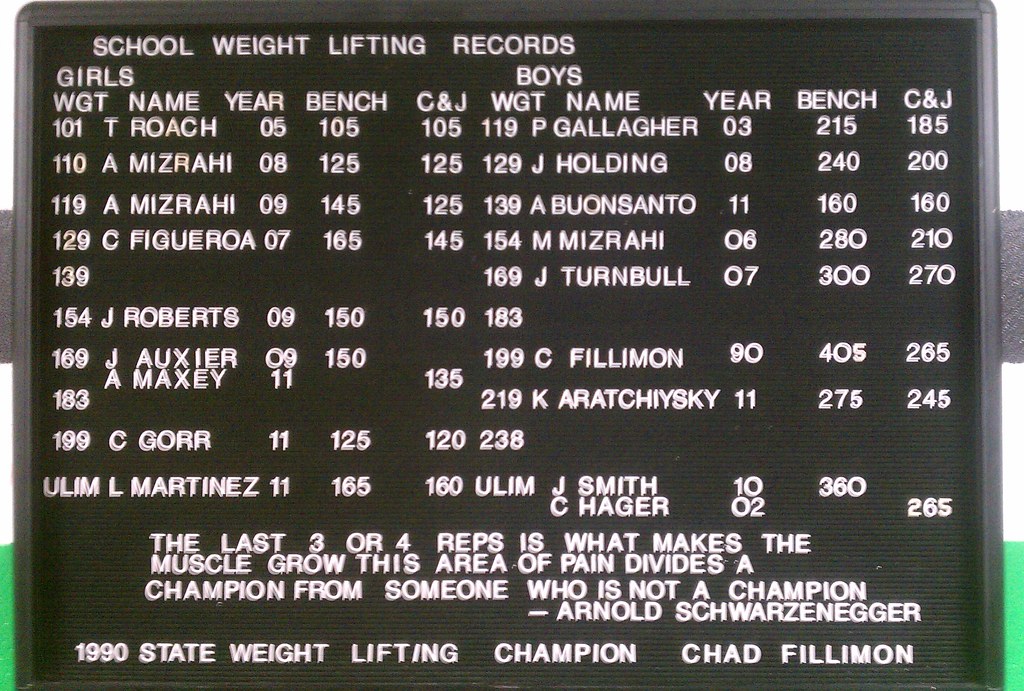 SCHOOL WEIGHT LIFTING RECORDS
GIRLS BOYS
WGT NAME YEAR BENCH C&J WGT NAME YEAR BENCH C&J
101 T ROACH 05 105 105 119 P GALLAGHER 03 215 185
110 A MIZRAHI 08 125 125 129 J HOLDING 08 240 200
119 A MIZRAHI 09 145 125 139 A BUONSANTO 11 160 160
129 C FIGUEROA 07 165 145 154 M MIZRAHI 06 280 210
139 169 J TURNBULL 07 300 270
154 J ROBERTS 09 150 150 183
169 J AUXIER 09 150 199 C FILLIMON 90 405 265
A MAXEY 11 135
183 219 K ARATCHIYSKY 11 275 245
199 C GORR 11 125 120 238
ULIM L MARTINEZ 11 165 160 ULIM J SMITH 10 360
C HAGER 02 265
THE LAST 3 OR 4 REPS IS WHAT MAKES THE
MUSCLE GROW THIS AREA OF PAIN DIVIDES A
CHAMPION FROM SOMEONE WHO IS NOT A CHAMPION
— ARNOLD SCHWARZENEGGER
1990 STATE WEIGHT LIFTING CHAMPION CHAD FILLIMON